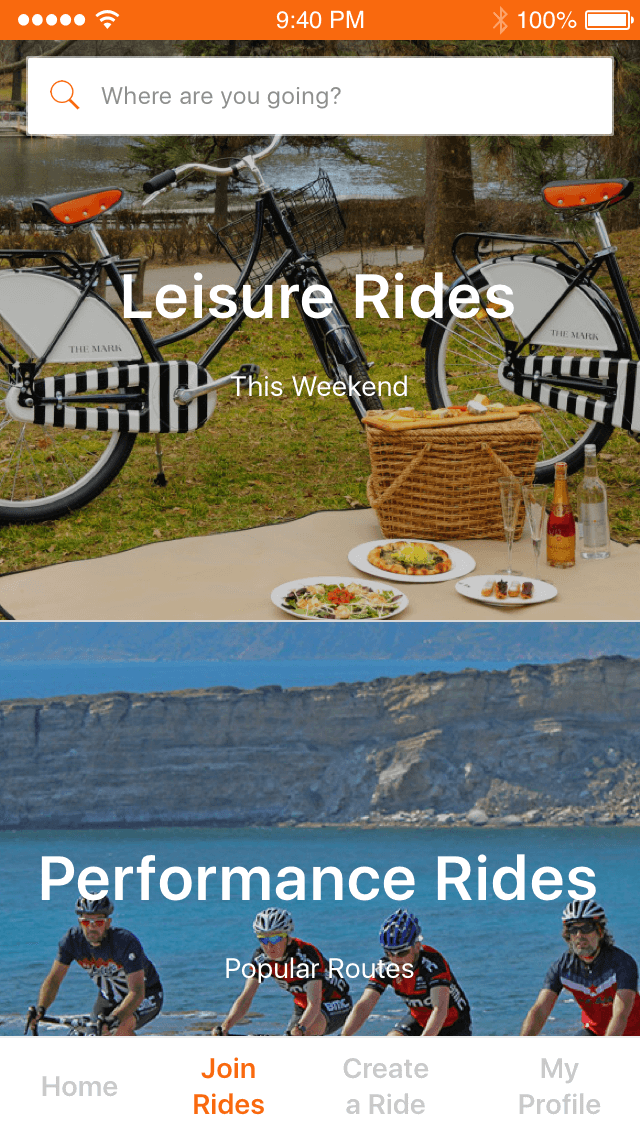 9:40 PM 100%
Where are you going?
Leisure Rides
THE MARK THE MARK
This Weekend
Performance Rides
Popular Routes
BMC
Home
Join
Rides
Create
a Ride
My
Profile